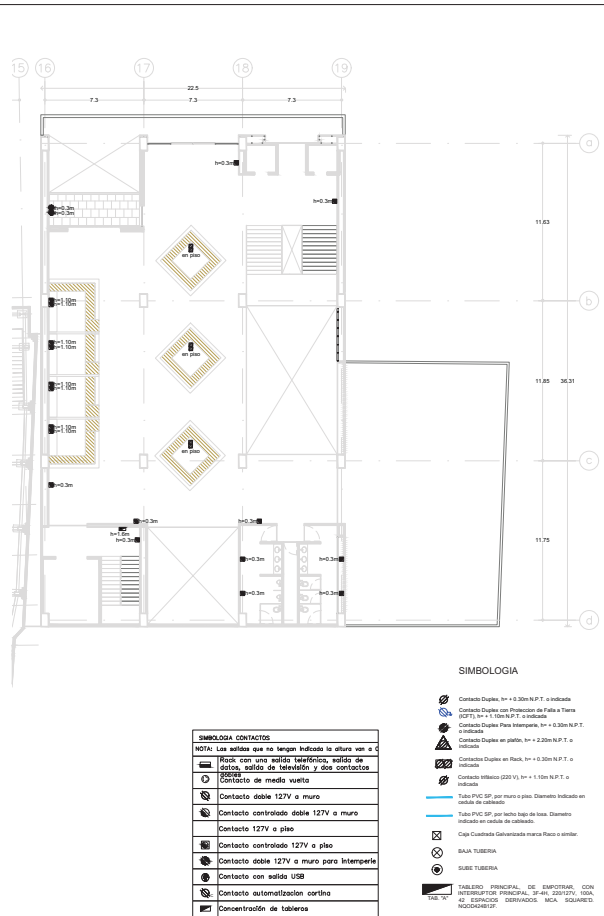 15 16 17 18 19
22.5
7.3 7.3 7.3
a
h=0.3m
h=0.3m
h=0.3m
h=0.3m
11.63
en piso
b
h=1.10m
h=1.10m
h=1.10m
h=1.10m
en piso
11.85 36.31
h=1.10m
h=1.10m
h=1.10m
h=1.10m
en piso
c
h=0.3m
h=0.3m h=0.3m
h=1.6m
h=0.3m
11.75
h=0.3m h=0.3m
h=0.3m h=0.3m
d
SIMBOLOGIA
Contacto Duplex, h= + 0.30m N.P.T. o indicada
Contacto Duplex con Proteccion de Falla a Tierra
(ICFT), h= + 1.10m N.P.T. o indicada
Contacto Duplex Para Intemperie, h= + 0.30m N.P.T.
o indicada
Contacto Duplex en plafón, h= + 2.20m N.P.T. o
indicada
Contactos Duplex en Rack, h= +0.30m N.P.T. o
indicada
Contacto trifásico (220 V), h= + 1.10m N.P.T. o
indicada
Tubo PVC SP, por muro o piso. Diametro Indicado en
cedula de cableado
Tubo PVC SP, por lecho bajo de losa. Diametro
indicado en cedula de cableado.
Caja Cuadrada Galvanizada marca Raco o similar.
BAJA TUBERIA
SUBE TUBERIA
TAB. "A"
TABLERO PRINCIPAL, DE EMPOTRAR, CON
INTERRUPTOR PRINCIPAL, 3F-4H, 220/127V, 100A,
42 ESPACIOS DERIVADOS MCA. SQUARE'D.
NQOD424B12F.
SIMBOLOGIA CONTACTOS
NOTA: Las salidas que no tengan indicada la altura van a
Rack con una salida telefónica, salida de
datos, salida de televisión y dos contactos
dobles
Contacto de media vuelta
Contacto doble 127V a muro
Contacto controlado doble 127V a muro
Contacto 127V a piso
Contacto controlado 127V a piso
Contacto doble 127V a muro para intemperie
Contacto con salida USB
Contacto automatizacion cortina
Concentración de tableros